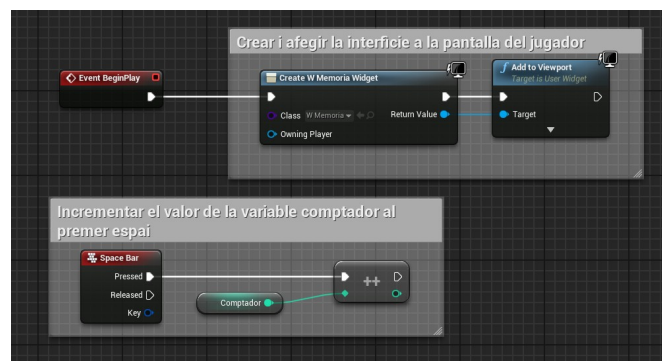 Crear i afegir la interfície a la pantalla del jugador
Event BeginPlay
Create W Memoria Widget
Class W Memoria
Return Value
Owning Player
Add to Viewport
Target is User Widget
Target
Incrementar el valor de la variable comptador al
premer espai
Space Bar
Pressed
Released
Key
Comptador
++